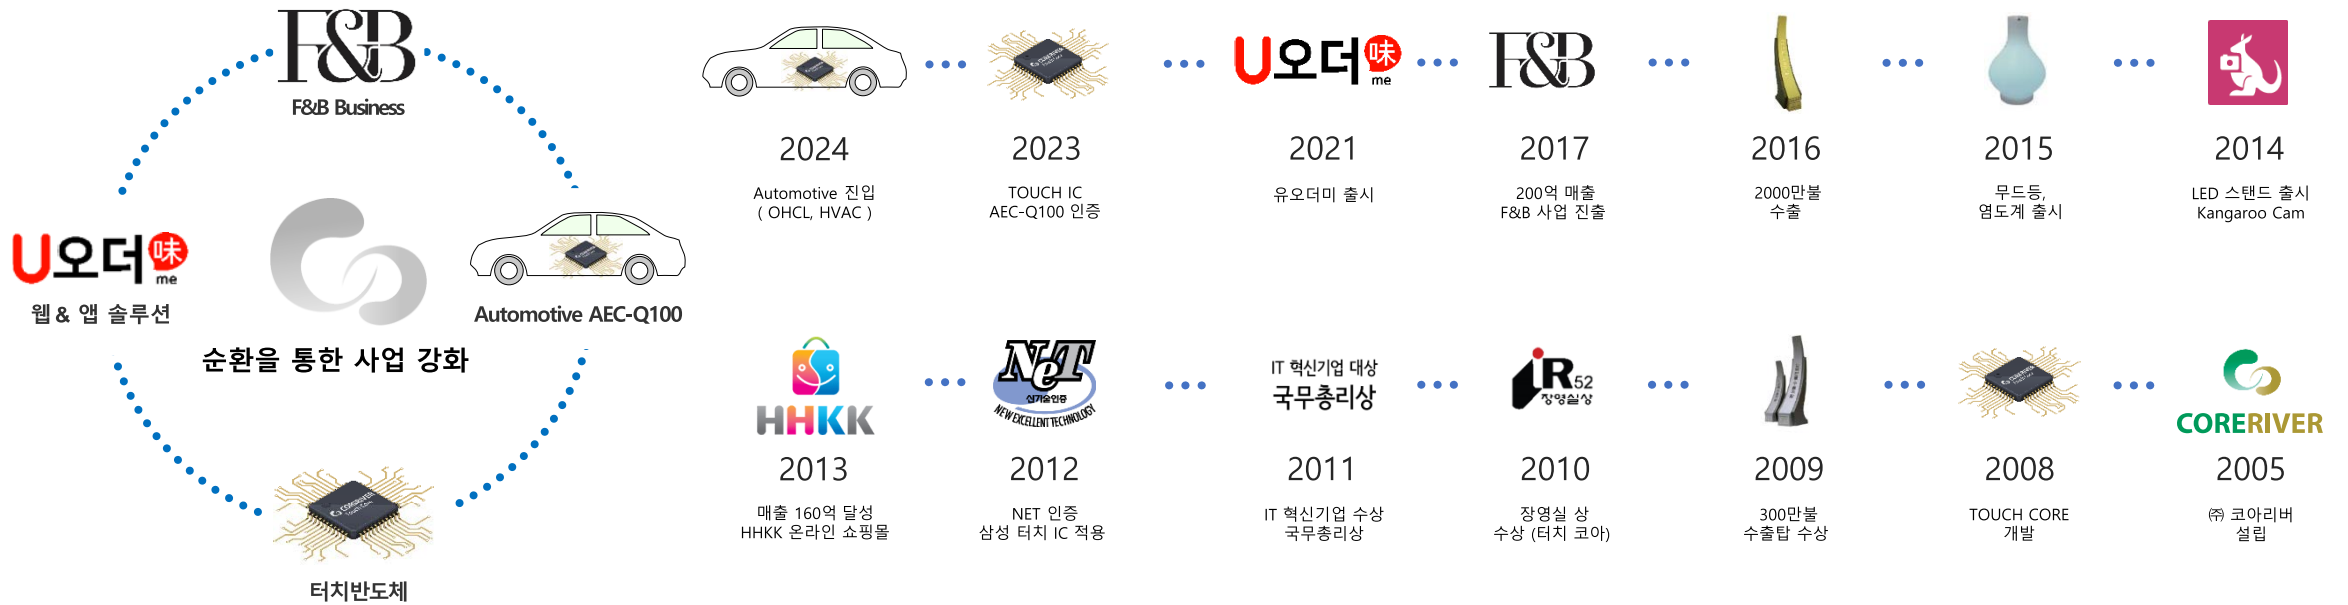 F&B
F&B Business
U오더味
me
웹 & 앱 솔루션
Automotive AEC-Q100
순환을 통한 사업 강화
CORERIVER
TouchCore
터치반도체
U오더味
me
F&B
2024
2023
2021
2017
2016
2015
2014
Automotive 진입
( OHCL, HVAC )
TOUCH IC
AEC-Q100 인증
유오더미 출시
200억 매출
F&B 사업 진출
2000만불
수출
무드등,
염도계 출시
LED 스탠드 출시
Kangaroo Cam
HHKK
NeT
신기술인증
NEW EXCELLENT TECHNOLOGY
IT 혁신기업 대상
국무총리상
iR52
장영실상
CORERIVER
2013
2012
2011
2010
2009
2008
2005
매출 160억 달성
HHKK 온라인 쇼핑몰
NET 인증
삼성 터치 IC 적용
IT 혁신기업 수상
국무총리상
장영실 상
수상 (터치 코아)
300만불
수출탑 수상
TOUCH CORE
개발
㈜ 코아리버
설립